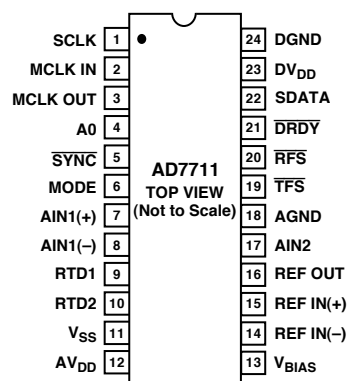 SCLK 1 24 DGND
MCLK IN 2 23 DVDD
MCLK OUT 3 22 SDATA
A0 4 21 DRDY
SYNC 5 20 RFS
MODE 6 19 TFS
AIN1(+) 7 18 AGND
AIN1(–) 8 17 AIN2
RTD1 9 16 REF OUT
RTD2 10 15 REF IN(+)
VSS 11 14 REF IN(–)
AVDD 12 13 VBIAS
AD7711
TOP VIEW
(Not to Scale)